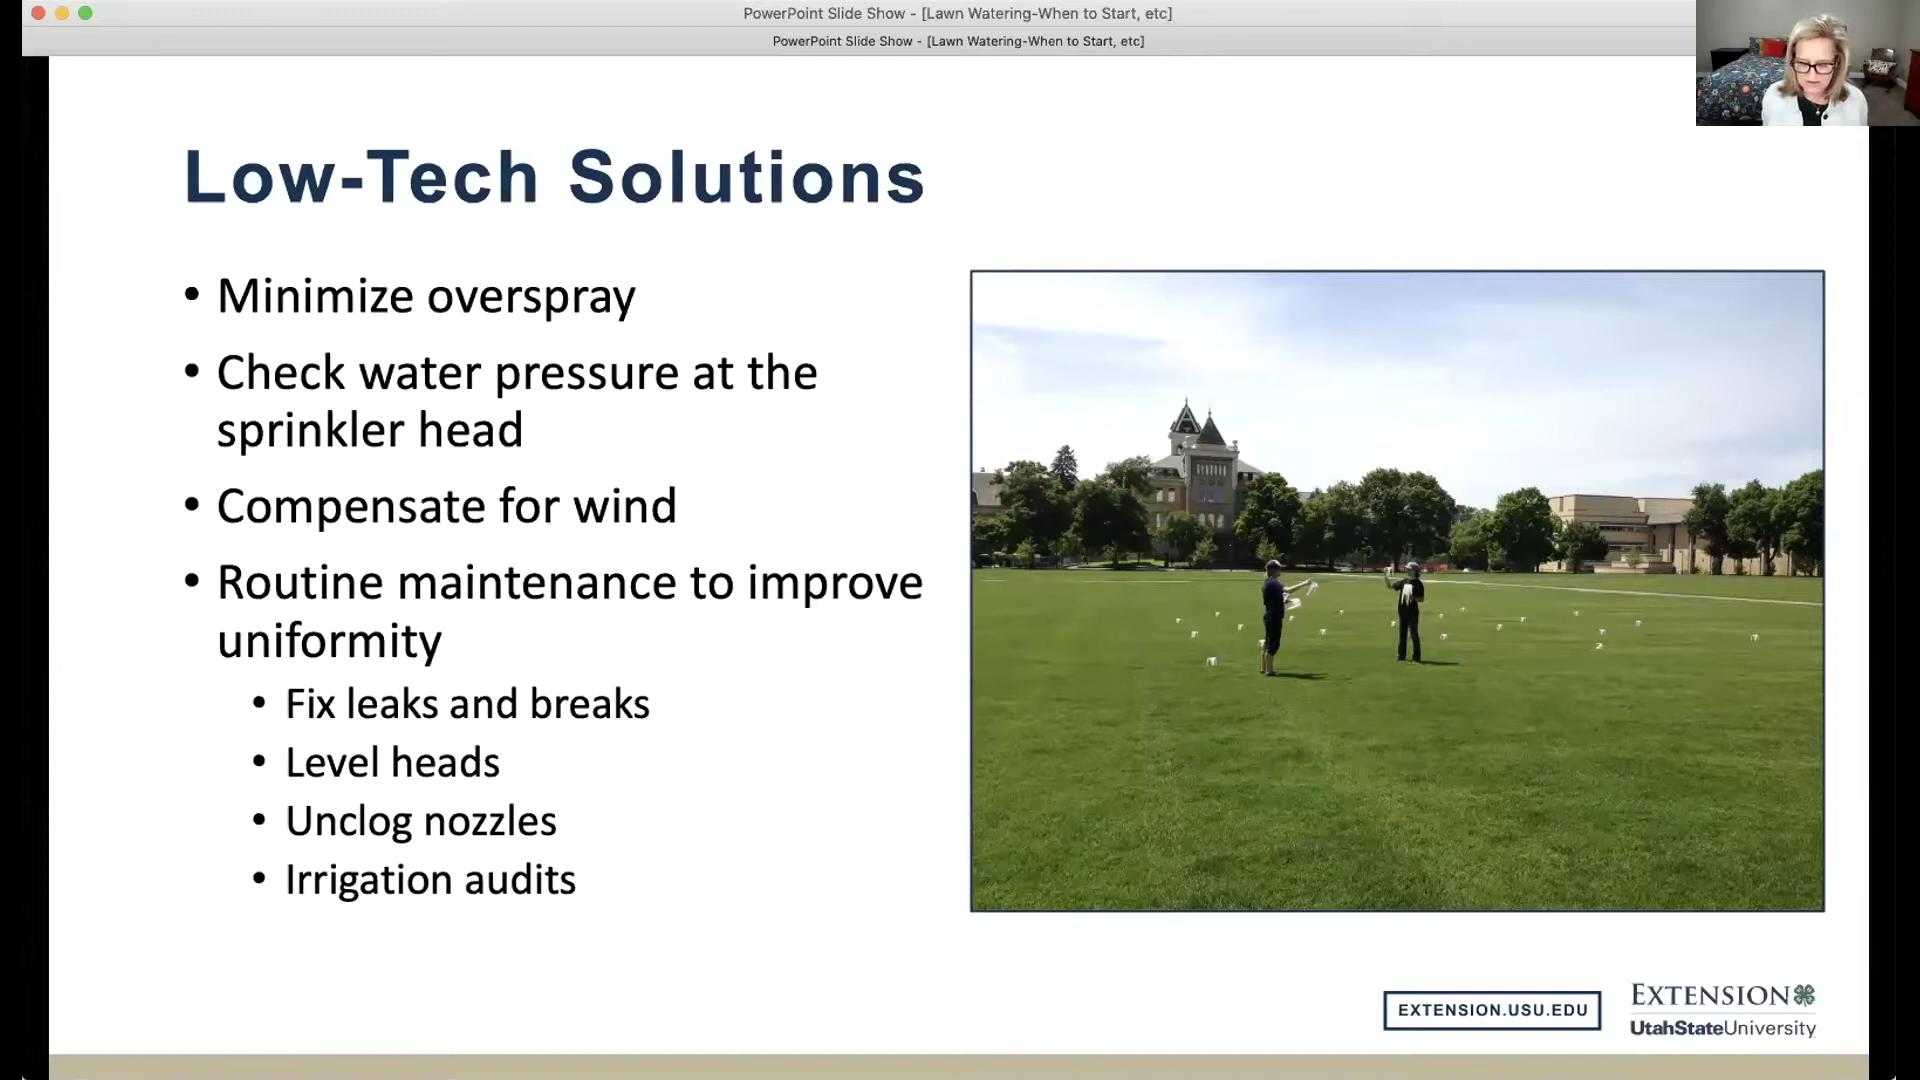 PowerPoint Slide Show - [Lawn Watering-When to Start, etc]
PowerPoint Slide Show - [Lawn Watering-When to Start, etc]
Low-Tech Solutions
• Minimize overspray
• Check water pressure at the
sprinkler head
• Compensate for wind
• Routine maintenance to improve
uniformity
• Fix leaks and breaks
• Level heads
• Unclog nozzles
• Irrigation audits
EXTENSION.USU.EDU
EXTENSION
UtahStateUniversity